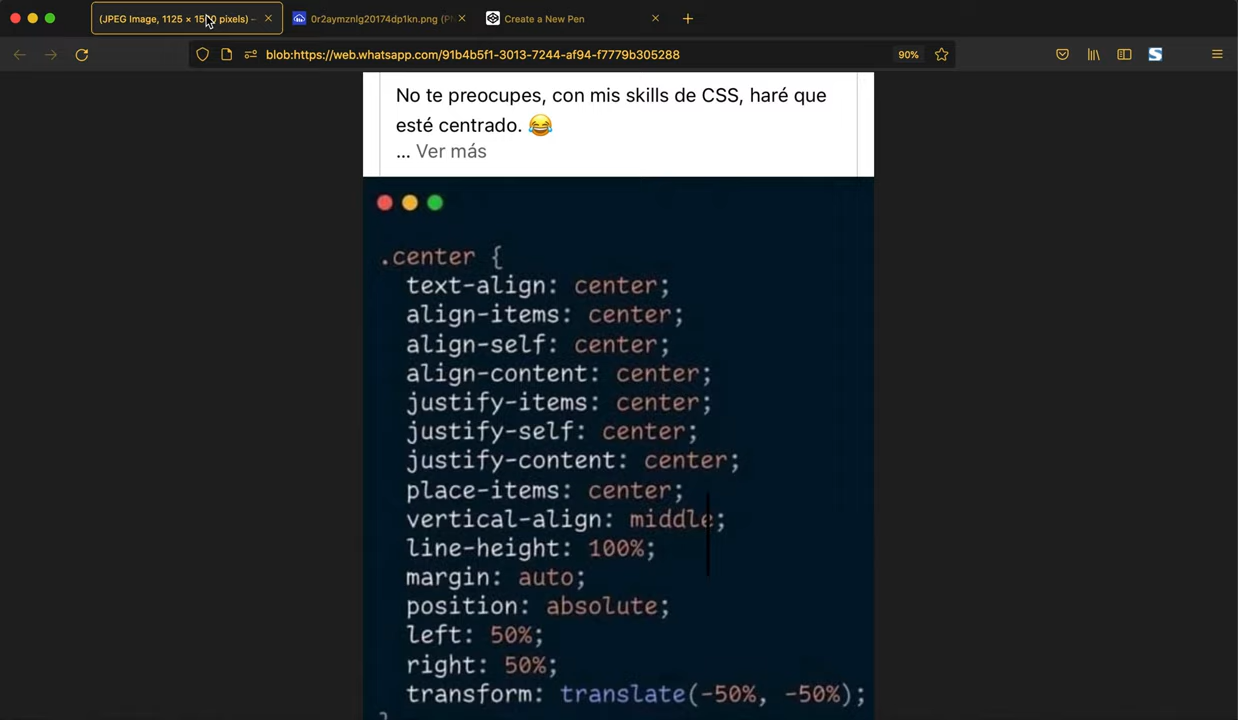 (JPEG Image, 1125 × 15 0 pixels) –
0r2aymznlg20174dp1kn.png (P
Create a New Pen
blob:https://web.whatsapp.com/91b4b5f1-3013-7244-af94-f7779b305288
90%
S
No te preocupes, con mis skills de CSS, haré que
esté centrado. 😂
... Ver más
.center {
text-align: center;
align-items: center;
align-self: center;
align-content: center;
justify-items: center;
justify-self: center;
justify-content: center;
place-items: center;
vertical-align: middle;
line-height: 100%;
margin: auto;
position: absolute;
left: 50%;
right: 50%;
transform: translate(-50%, -50%);
}